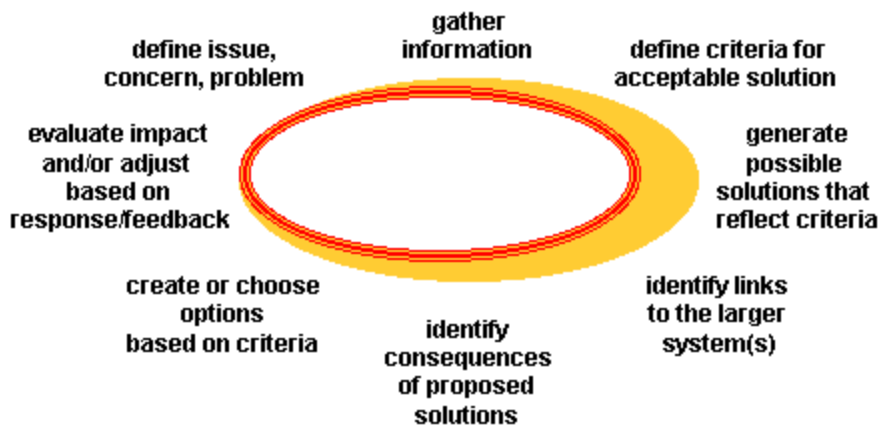 gather
information
define issue,
concern, problem
define criteria for
acceptable solution
evaluate impact
and/or adjust
based on
response/feedback
generate
possible
solutions that
reflect criteria
create or choose
options
based on criteria
identify links
to the larger
system(s)
identify
consequences
of proposed
solutions